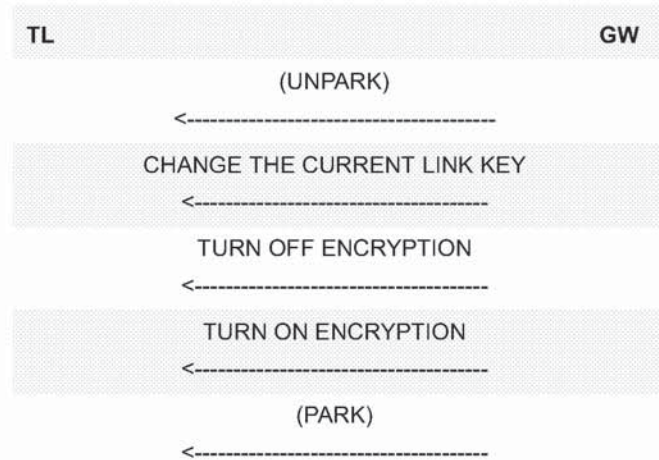 TL GW
(UNPARK)
<---------------------------------------
CHANGE THE CURRENT LINK KEY
<--------------------------------------
TURN OFF ENCRYPTION
<--------------------------------------
TURN ON ENCRYPTION
<--------------------------------------
(PARK)
<--------------------------------------